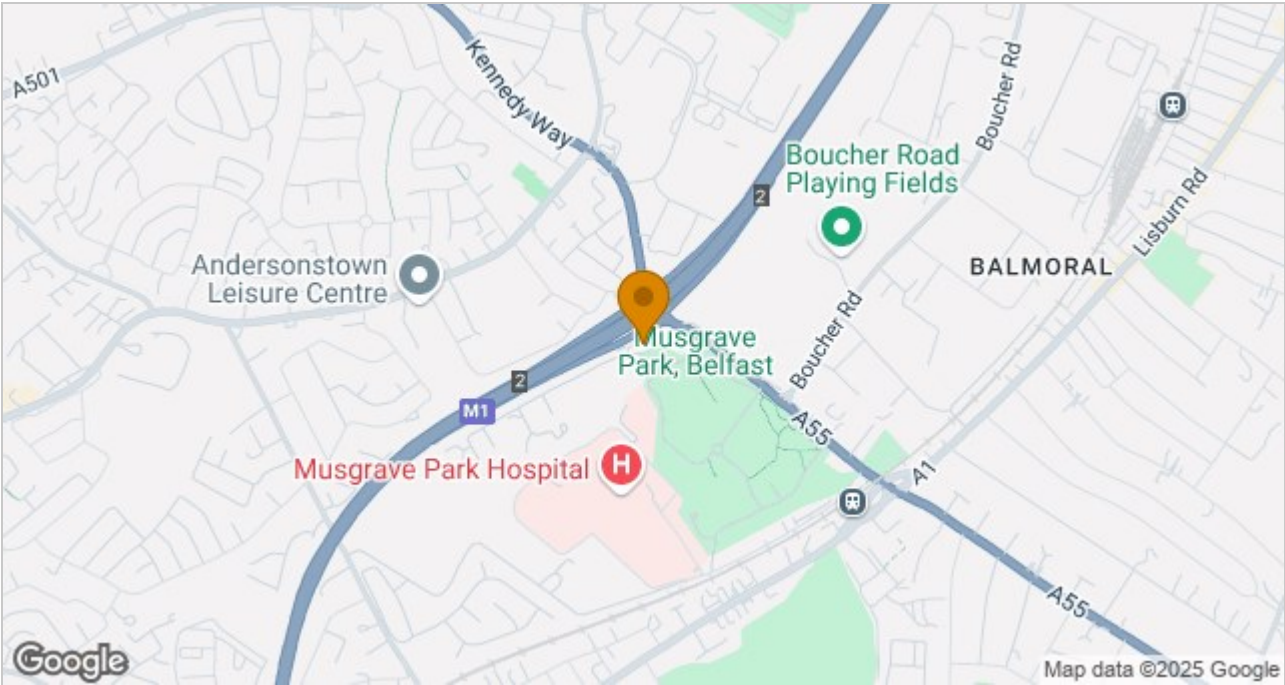 A501
Kennedy Way
Boucher Rd
2
Boucher Road
Playing Fields
Lisburn Rd
Andersonstown
Leisure Centre
BALMORAL
Boucher Rd
Musgrave
Park, Belfast
2
M1
A55
Musgrave Park Hospital
H
A1
A55
Google
Map data ©2025 Google